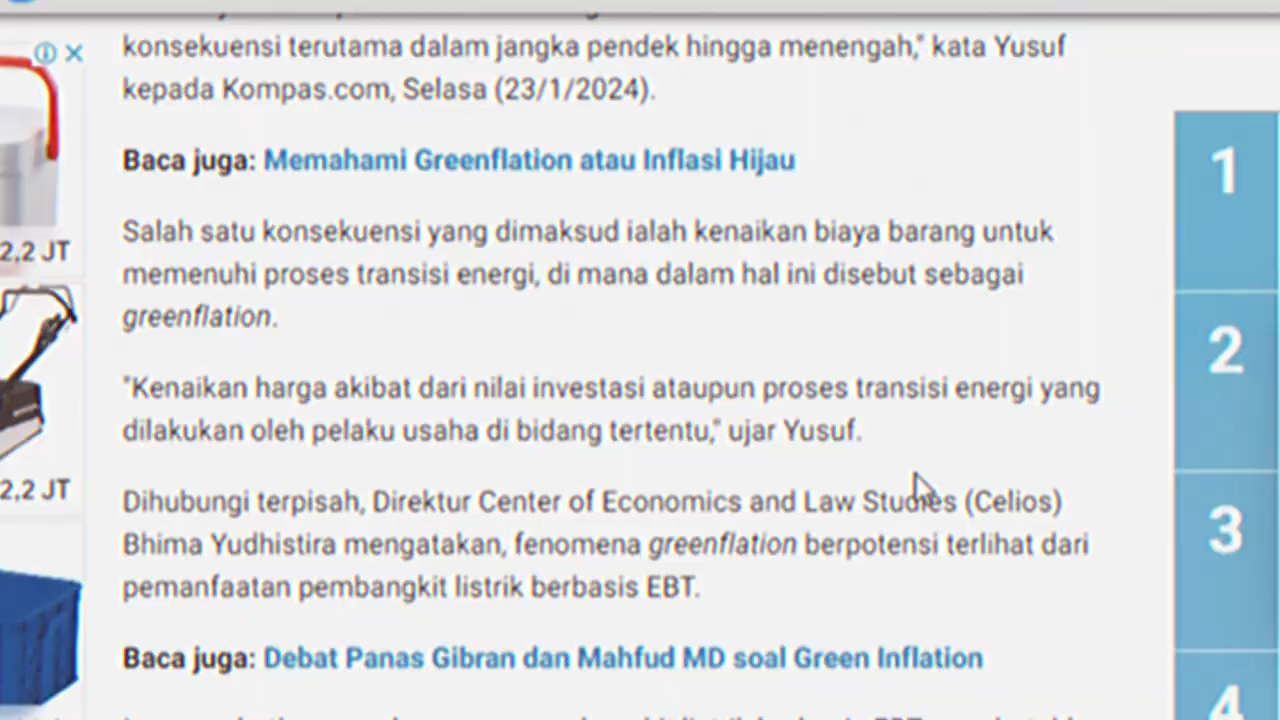 konsekuensi terutama dalam jangka pendek hingga menengah," kata Yusuf
kepada Kompas.com, Selasa (23/1/2024).
Baca juga: Memahami Greenflation atau Inflasi Hijau
Salah satu konsekuensi yang dimaksud ialah kenaikan biaya barang untuk
memenuhi proses transisi energi, di mana dalam hal ini disebut sebagai
greenflation.
"Kenaikan harga akibat dari nilai investasi ataupun proses transisi energi yang
dilakukan oleh pelaku usaha di bidang tertentu," ujar Yusuf.
Dihubungi terpisah, Direktur Center of Economics and Law Studies (Celios)
Bhima Yudhistira mengatakan, fenomena greenflation berpotensi terlihat dari
pemanfaatan pembangkit listrik berbasis EBT.
Baca juga: Debat Panas Gibran dan Mahfud MD soal Green Inflation
2,2 JT
2,2 JT
1
2
3
4